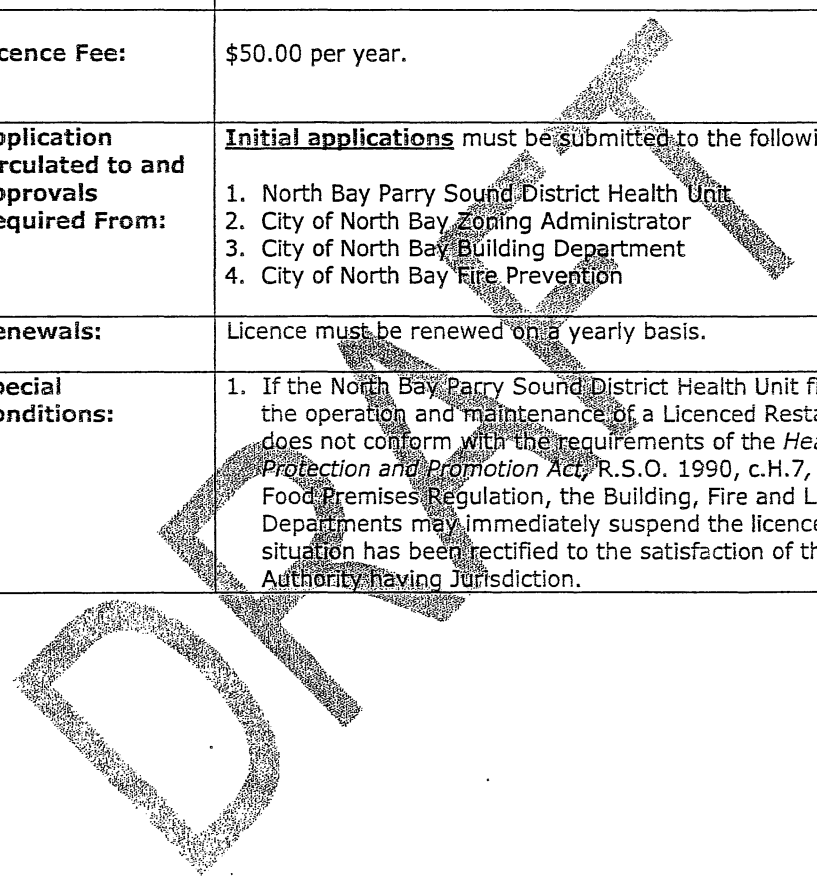 cence Fee: $50.00 per year.
pplication Initial applications must be submitted to the followi
rculated to and
pprovals 1. North Bay Parry Sound District Health Unit
equired From: 2. City of North Bay Zoning Administrator
3. City of North Bay Building Department
4. City of North Bay Fire Prevention
enewals: Licence must be renewed on a yearly basis.
pecial 1. If the North Bay Parry Sound District Health Unit fi
onditions: the operation and maintenance of a Licenced Resta
does not conform with the requirements of the Hea
Protection and Promotion Act, R.S.O. 1990, c.H.7,
Food Premises Regulation, the Building, Fire and L
Departments may immediately suspend the licence
situation has been rectified to the satisfaction of th
Authority having Jurisdiction.
DRAFT